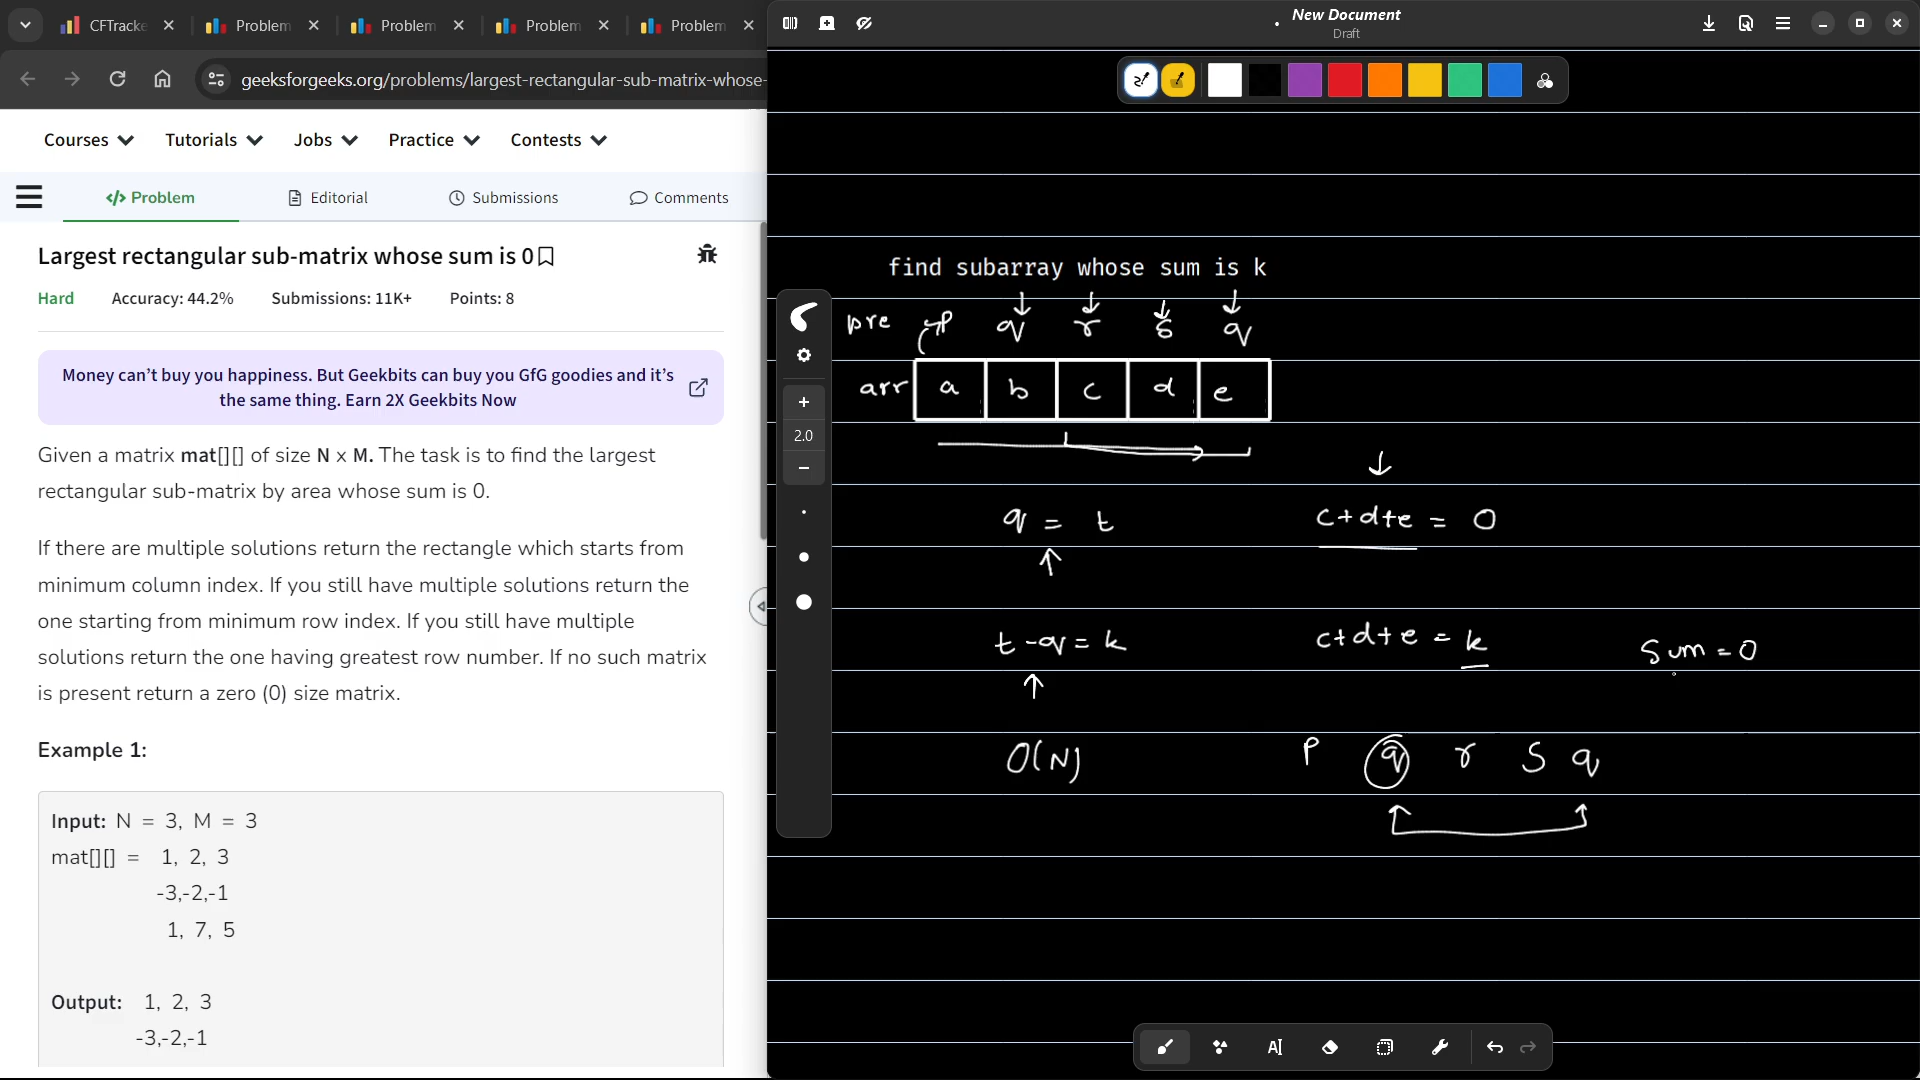 CFTracke
Problem
Problem
Problem
Problem
geeksforgeeks.org/problems/largest-rectangular-sub-matrix-whose-
Courses
Tutorials
Jobs
Practice
Contests
</> Problem
Editorial
Submissions
Comments
Largest rectangular sub-matrix whose sum is 0
Hard
Accuracy: 44.2%
Submissions: 11K+
Points: 8
Money can’t buy you happiness. But Geekbits can buy you GfG goodies and it’s
the same thing. Earn 2X Geekbits Now
Given a matrix mat[][] of size N x M. The task is to find the largest
rectangular sub-matrix by area whose sum is 0.
If there are multiple solutions return the rectangle which starts from
minimum column index. If you still have multiple solutions return the
one starting from minimum row index. If you still have multiple
solutions return the one having greatest row number. If no such matrix
is present return a zero (0) size matrix.
Example 1:
Input: N = 3, M = 3
mat[][] = 1, 2, 3
-3,-2,-1
1, 7, 5
Output: 1, 2, 3
-3,-2,-1
New Document
Draft
2.0
find subarray whose sum is k
pre p q r s q
arr a b c d e
q = t c+d+e = 0
t-q = k c+d+e = k sum = 0
O(N) p q r s q